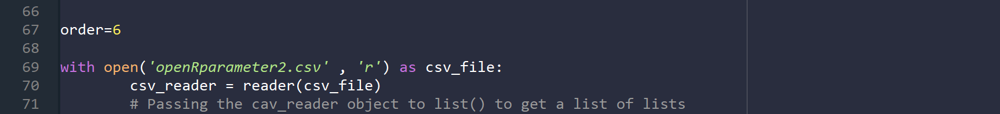 66
67 order=6
68
69 with open('openRparameter2.csv' , 'r') as csv_file:
70         csv_reader = reader(csv_file)
71         # Passing the cav_reader object to list() to get a list of lists